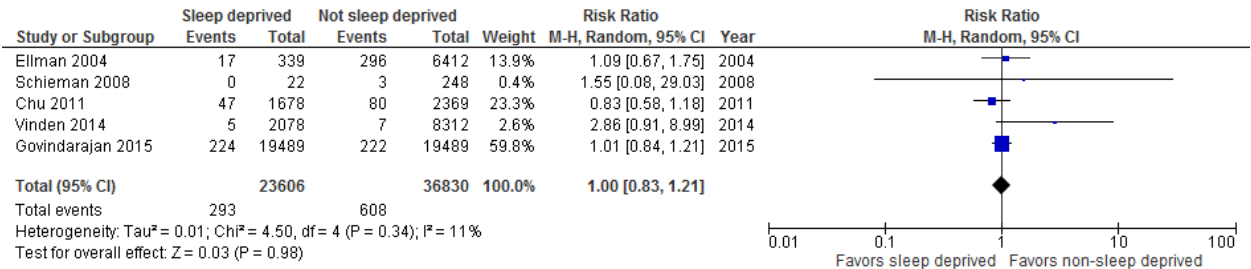 Sleep deprived Not sleep deprived Risk Ratio Risk Ratio
Study or Subgroup Events Total Events Total Weight M-H, Random, 95% CI Year M-H, Random, 95% CI
Ellman 2004 17 339 296 6412 13.9% 1.09 [0.67, 1.75] 2004
Schieman 2008 0 22 3 248 0.4% 1.55 [0.08, 29.03] 2008
Chu 2011 47 1678 80 2369 23.3% 0.83 [0.58, 1.18] 2011
Vinden 2014 5 2078 7 8312 2.6% 2.86 [0.91, 8.99] 2014
Govindarajan 2015 224 19489 222 19489 59.8% 1.01 [0.84, 1.21] 2015
Total (95% CI) 23606 36830 100.0% 1.00 [0.83, 1.21]
Total events 293 608
Heterogeneity: Tau² = 0.01; Chi² = 4.50, df = 4 (P = 0.34); I² = 11%
Test for overall effect: Z = 0.03 (P = 0.98)
0.01 0.1 1 10 100
Favors sleep deprived Favors non-sleep deprived